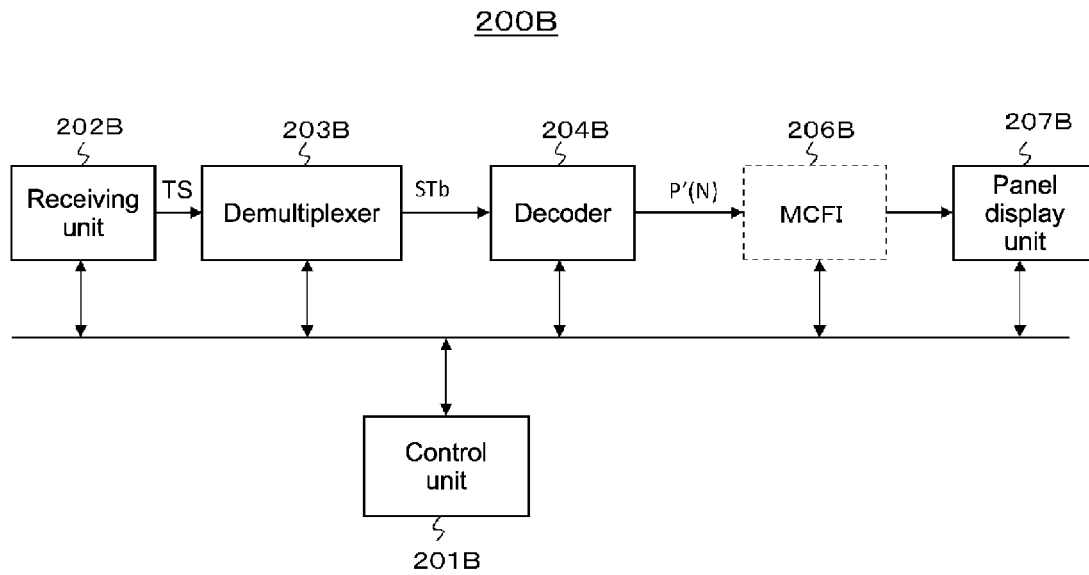 200B
202B
203B
204B
206B
207B
Receiving
unit
TS
Demultiplexer
STb
Decoder
P'(N)
MCFI
Panel
display
unit
Control
unit
201B